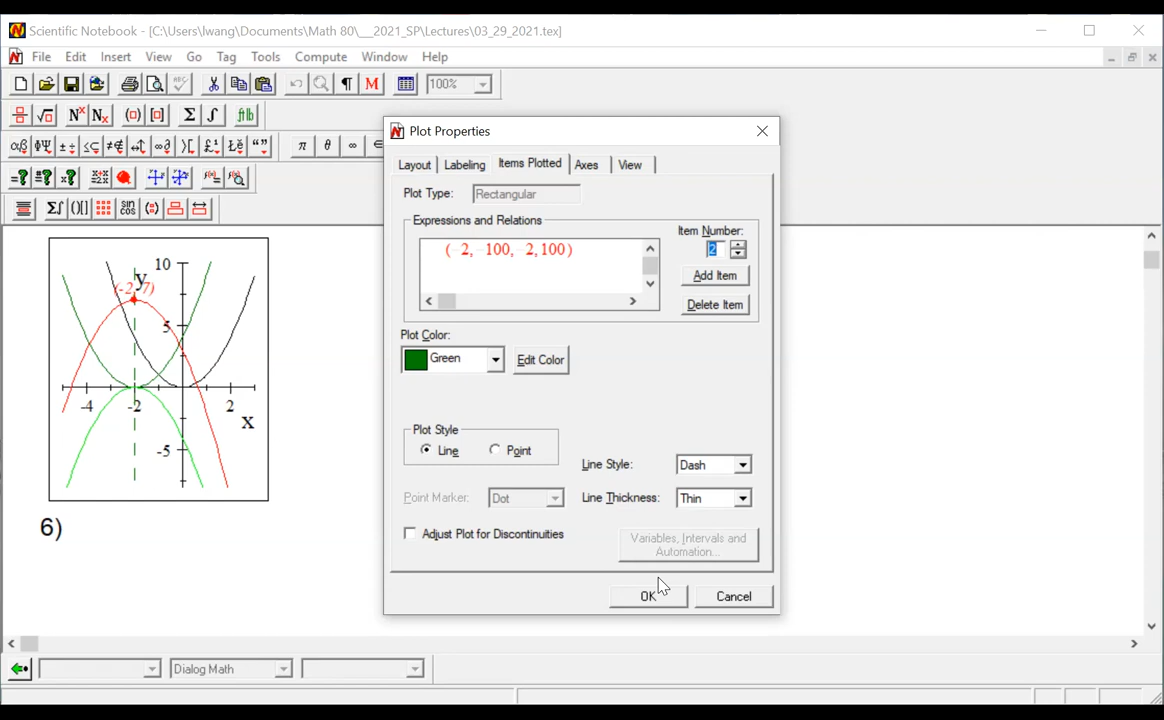 Scientific Notebook - [C:\Users\lwang\Documents\Math 80\__2021_SP\Lectures\03_29_2021.tex]
File Edit Insert View Go Tag Tools Compute Window Help
100%
Plot Properties
Layout Labeling Items Plotted Axes View
Plot Type: Rectangular
Expressions and Relations
Item Number:
(-2, -100, -2, 100)
2
Add Item
Delete Item
Plot Color:
Green
Edit Color
Plot Style
Line Point
Line Style: Dash
Point Marker: Dot
Line Thickness: Thin
Adjust Plot for Discontinuities
Variables, Intervals and
Automation...
OK Cancel
10
y
(-2, 7)
5
-4 -2 2
x
-5
6)
Dialog Math